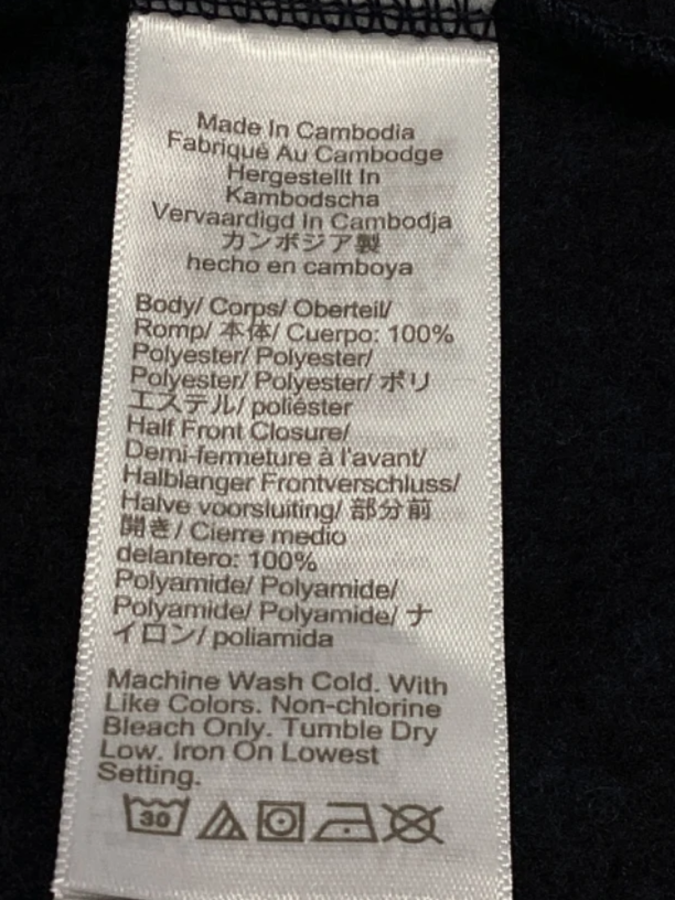 Made In Cambodia
Fabriqué Au Cambodge
Hergestellt In
Kambodscha
Vervaardigd In Cambodja
カンボジア製
hecho en camboya
Body/ Corps/ Oberteil/
Romp/ 本体/ Cuerpo: 100%
Polyester/ Polyester/
Polyester/ Polyester/ ポリ
エステル/ poliéster
Half Front Closure/
Demi-fermeture à l'avant/
Halblanger Frontverschluss/
Halve voorsluiting/ 部分前
開き/ Cierre medio
delantero: 100%
Polyamide/ Polyamide/
Polyamide/ Polyamide/ ナ
イロン/ poliamida
Machine Wash Cold. With
Like Colors. Non-chlorine
Bleach Only. Tumble Dry
Low. Iron On Lowest
Setting.
30